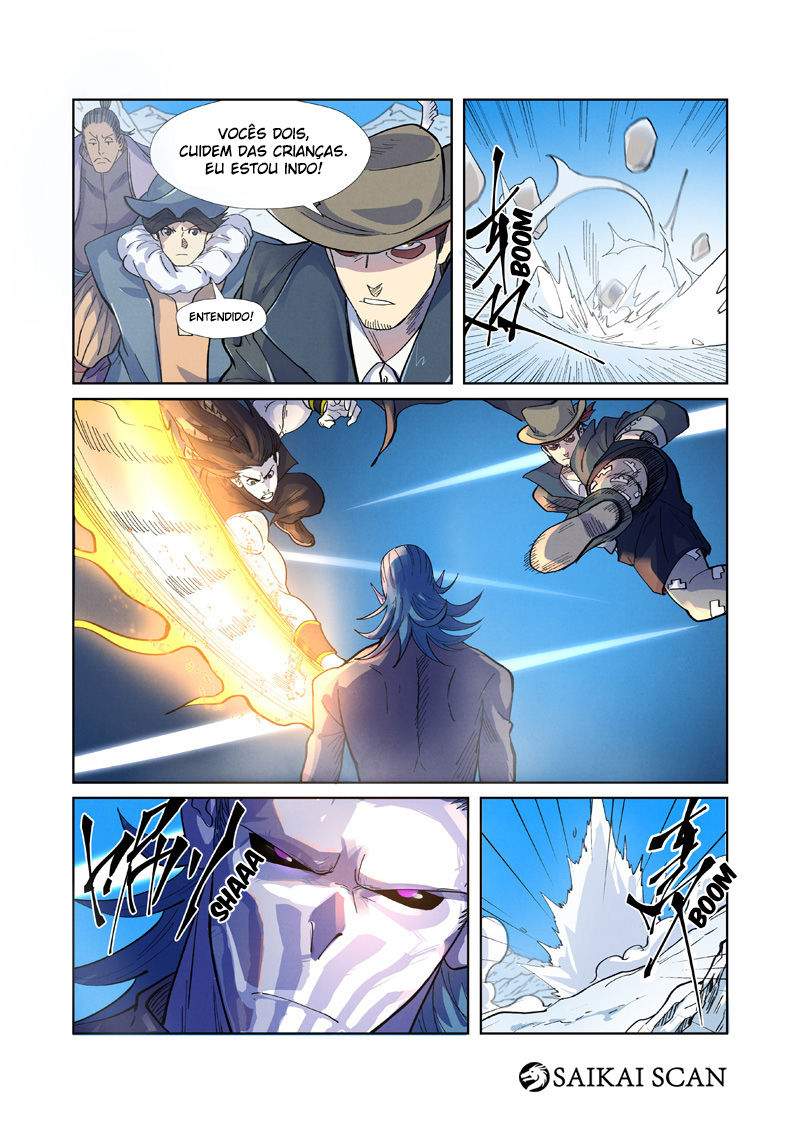 VOCÊS DOIS,
CUIDEM DAS CRIANÇAS.
EU ESTOU INDO!
ENTENDIDO!
BOOM
SHAAA
BOOM
SAIKAI SCAN